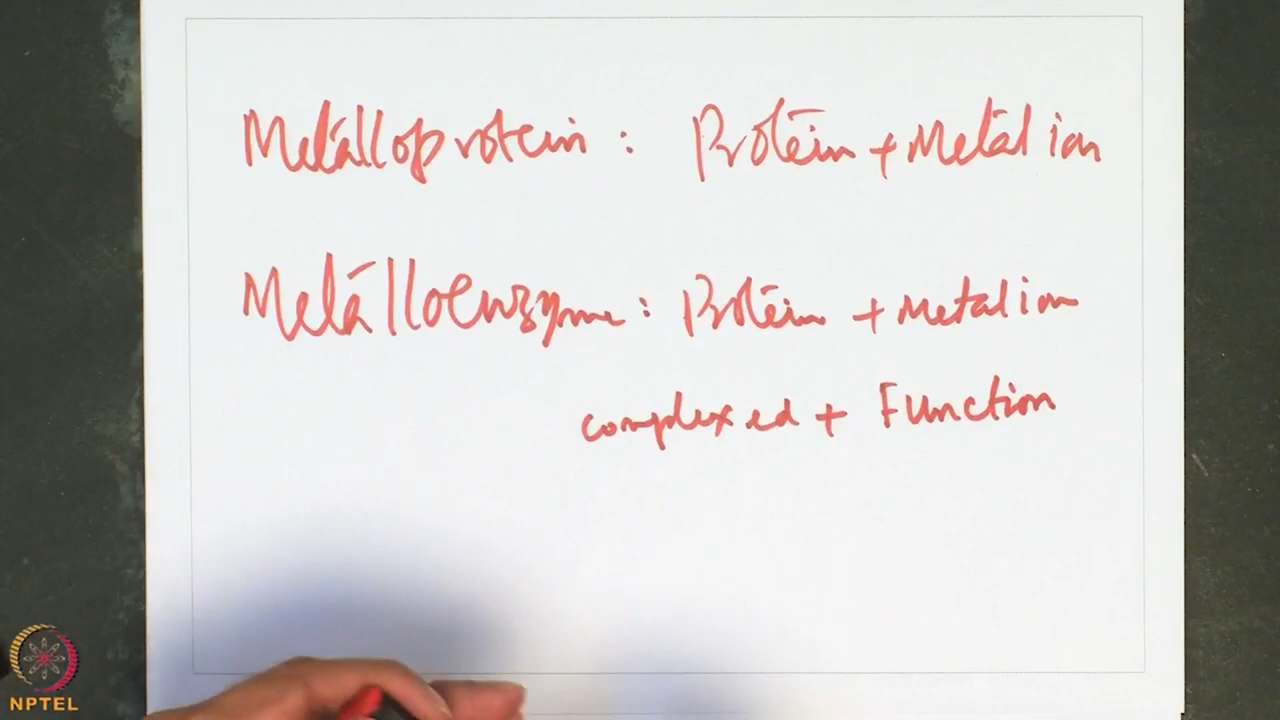 Metalloprotein : Protein + Metal ion
Metalloenzyme : Protein + Metal ion
complexed + Function
NPTEL